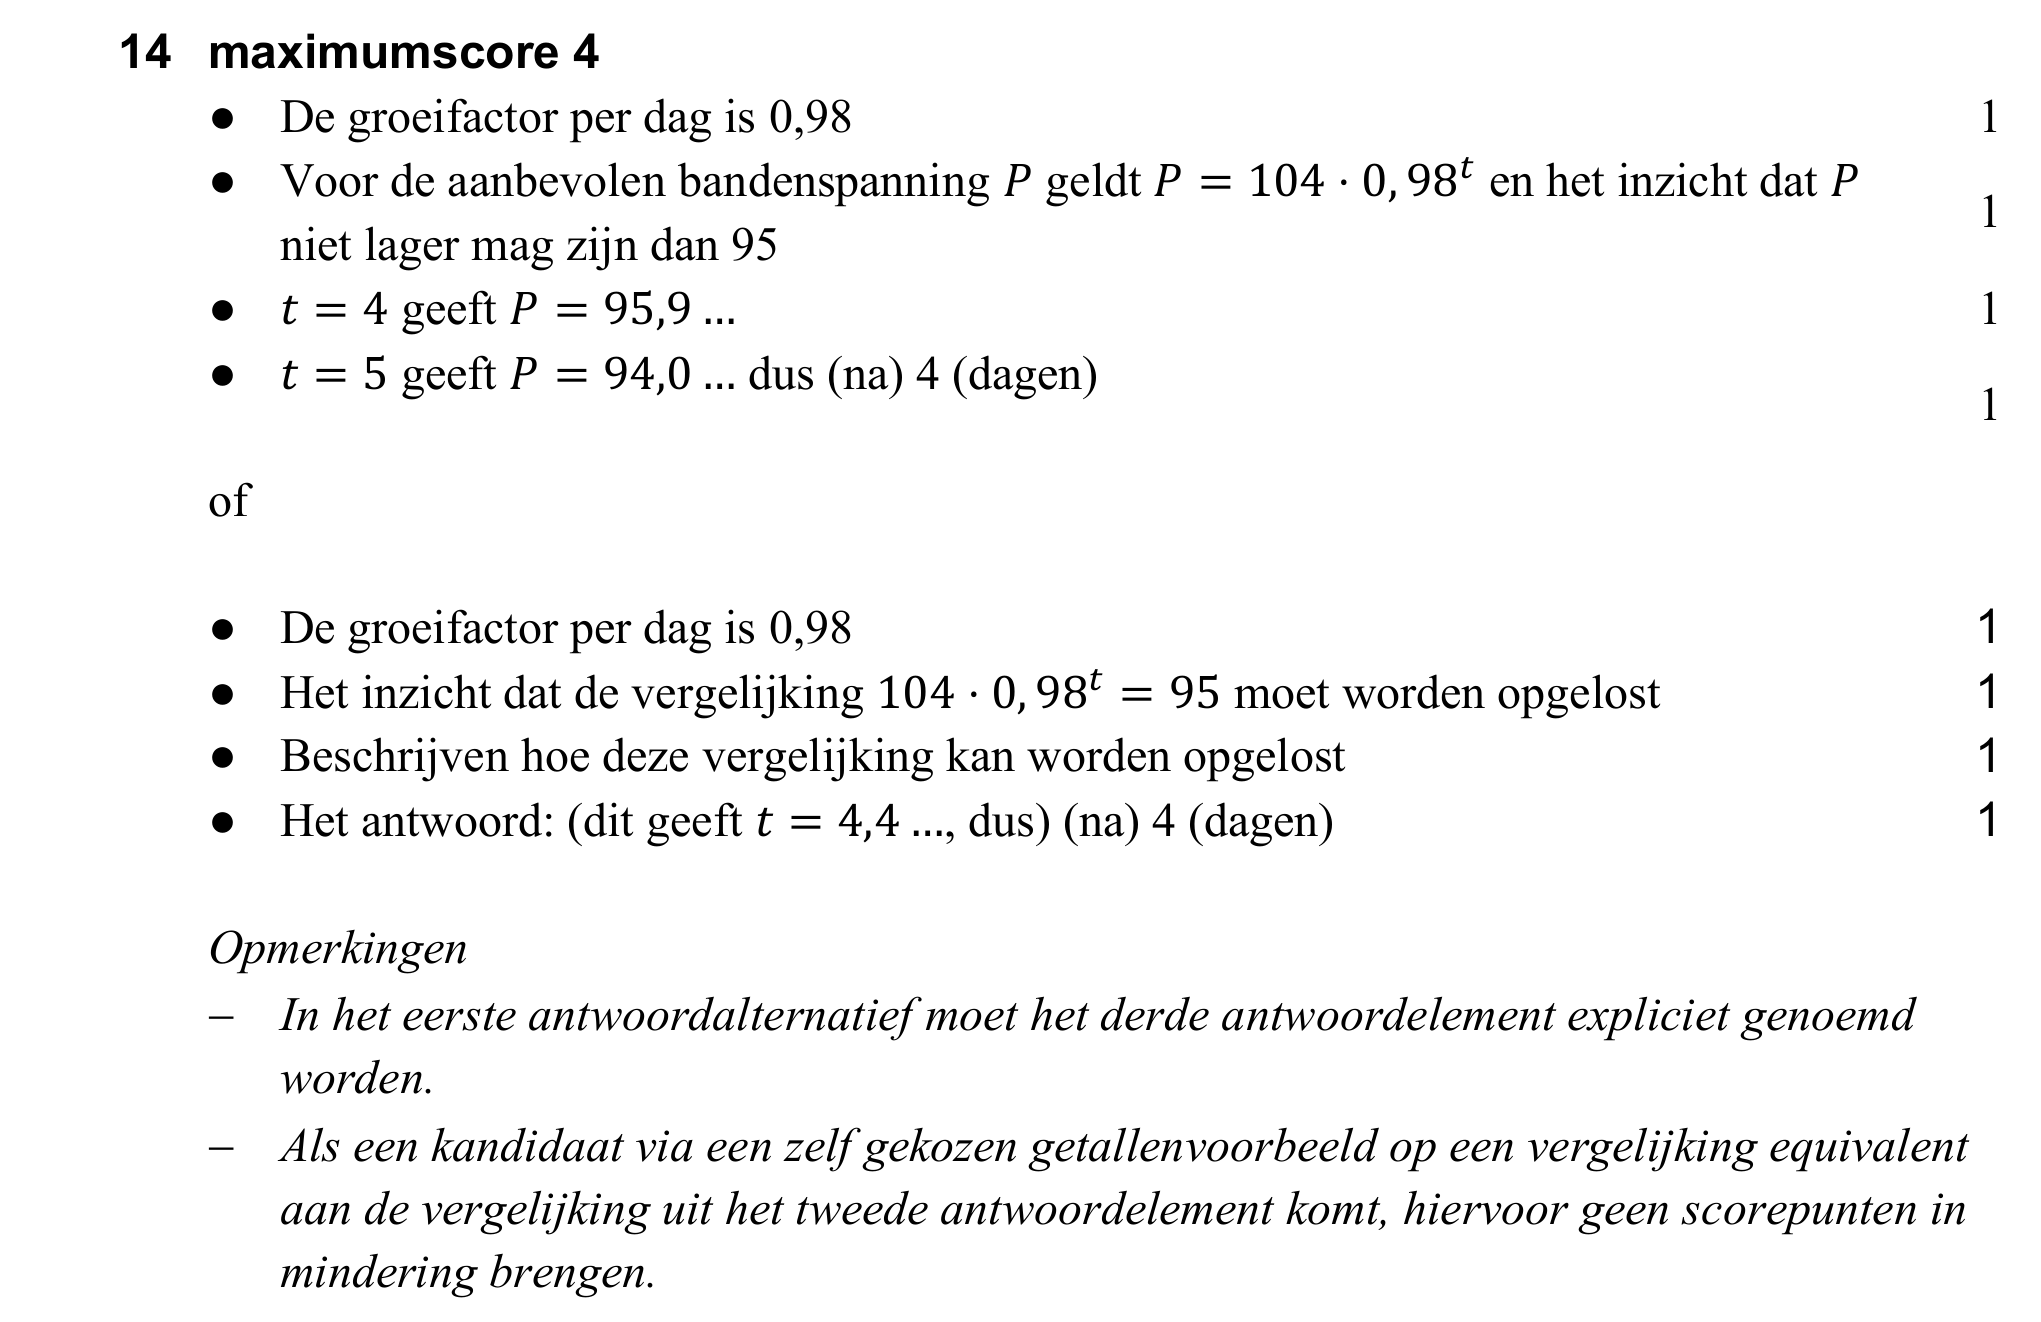 14 maximumscore 4
● De groeifactor per dag is 0,98 1
● Voor de aanbevolen bandenspanning P geldt P = 104 · 0,98^t en het inzicht dat P
niet lager mag zijn dan 95 1
● t = 4 geeft P = 95,9 ... 1
● t = 5 geeft P = 94,0 ... dus (na) 4 (dagen) 1
of
● De groeifactor per dag is 0,98 1
● Het inzicht dat de vergelijking 104 · 0,98^t = 95 moet worden opgelost 1
● Beschrijven hoe deze vergelijking kan worden opgelost 1
● Het antwoord: (dit geeft t = 4,4 ..., dus) (na) 4 (dagen) 1
Opmerkingen
– In het eerste antwoordalternatief moet het derde antwoordelement expliciet genoemd
worden.
– Als een kandidaat via een zelf gekozen getallenvoorbeeld op een vergelijking equivalent
aan de vergelijking uit het tweede antwoordelement komt, hiervoor geen scorepunten in
mindering brengen.